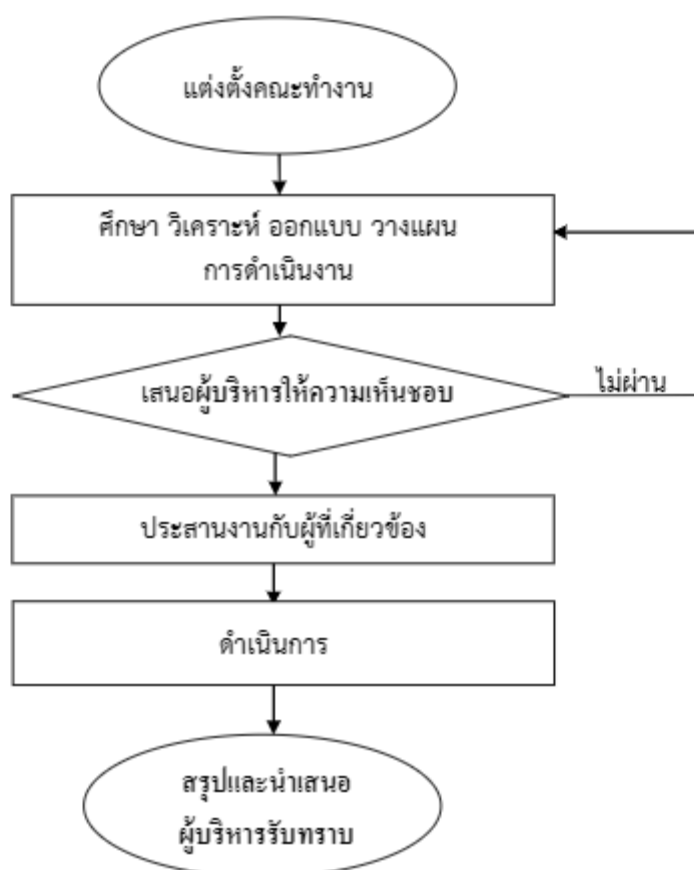 แต่งตั้งคณะทำงาน
ศึกษา วิเคราะห์ ออกแบบ วางแผน
การดำเนินงาน
เสนอผู้บริหารให้ความเห็นชอบ
ไม่ผ่าน
ประสานงานกับผู้ที่เกี่ยวข้อง
ดำเนินการ
สรุปและนำเสนอ
ผู้บริหารรับทราบ